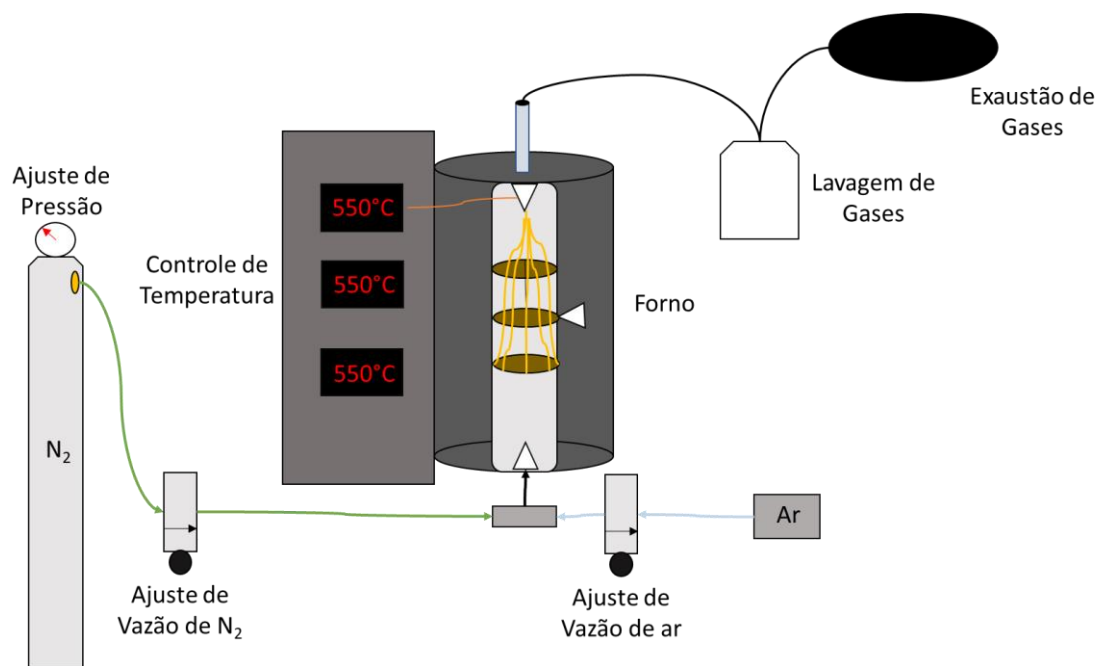 Exaustão de
Gases
Ajuste de
Pressão
550°C
Lavagem de
Gases
Controle de
Temperatura
550°C
Forno
550°C
N₂
Ar
Ajuste de
Vazão de N₂
Ajuste de
Vazão de ar